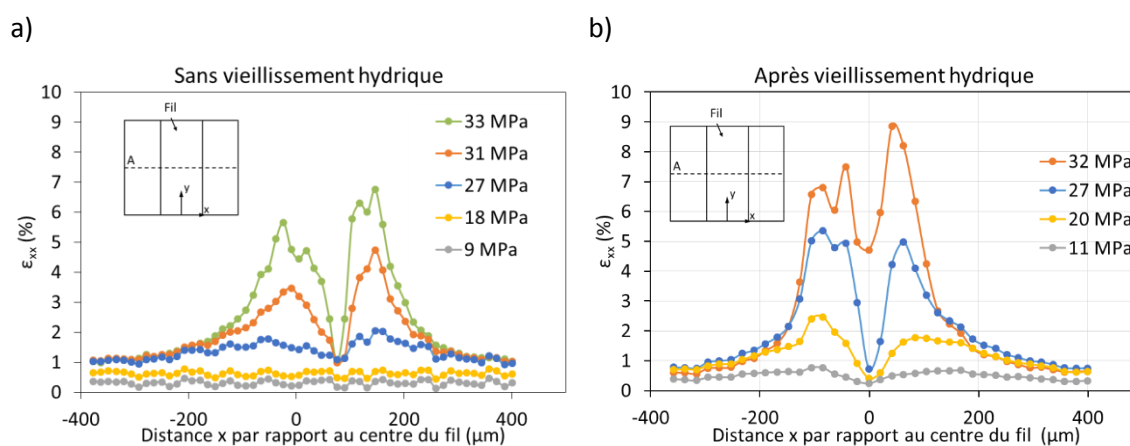 a)
Sans vieillissement hydrique
10
9
8
7
6
5
4
3
2
1
0
εxx (%)
Fil
A
y
x
33 MPa
31 MPa
27 MPa
18 MPa
9 MPa
-400
-200
0
200
400
Distance x par rapport au centre du fil (µm)
b)
Après vieillissement hydrique
10
9
8
7
6
5
4
3
2
1
0
εxx (%)
Fil
A
y
x
32 MPa
27 MPa
20 MPa
11 MPa
-400
-200
0
200
400
Distance x par rapport au centre du fil (µm)